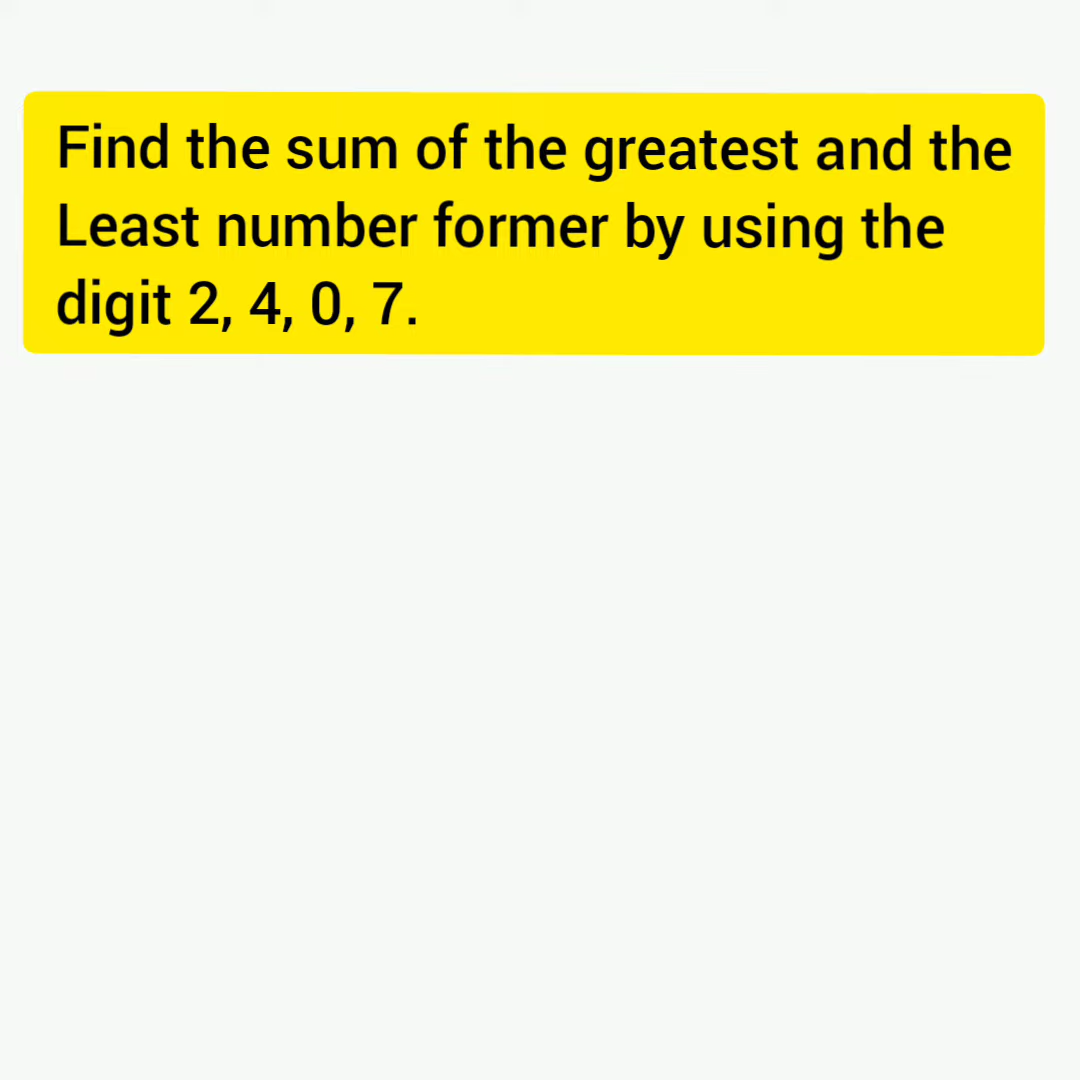 Find the sum of the greatest and the
Least number former by using the
digit 2, 4, 0, 7.